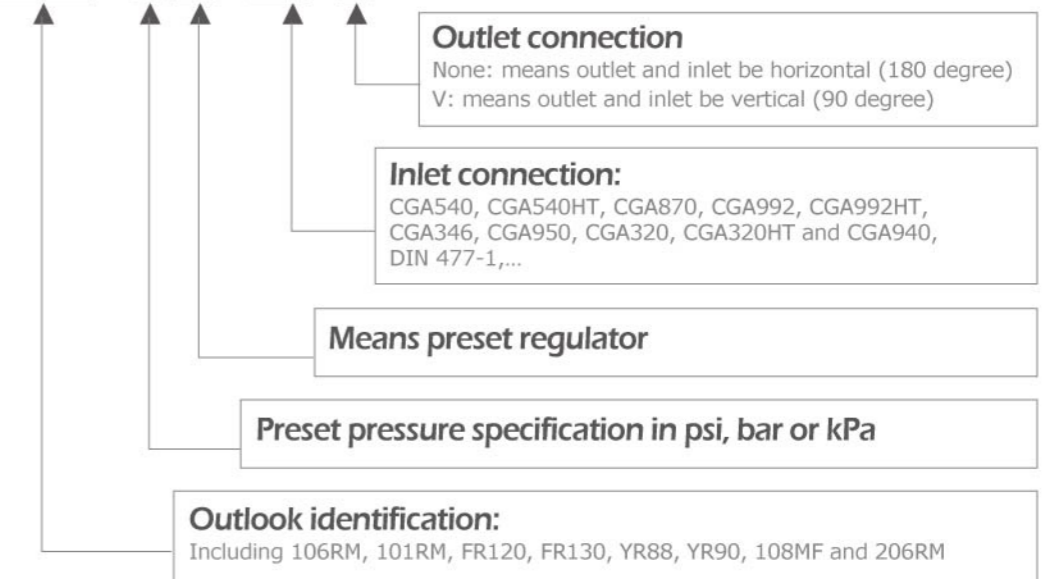 Outlet connection
None: means outlet and inlet be horizontal (180 degree)
V: means outlet and inlet be vertical (90 degree)
Inlet connection:
CGA540, CGA540HT, CGA870, CGA992, CGA992HT,
CGA346, CGA950, CGA320, CGA320HT and CGA940,
DIN 477-1,...
Means preset regulator
Preset pressure specification in psi, bar or kPa
Outlook identification:
Including 106RM, 101RM, FR120, FR130, YR88, YR90, 108MF and 206RM